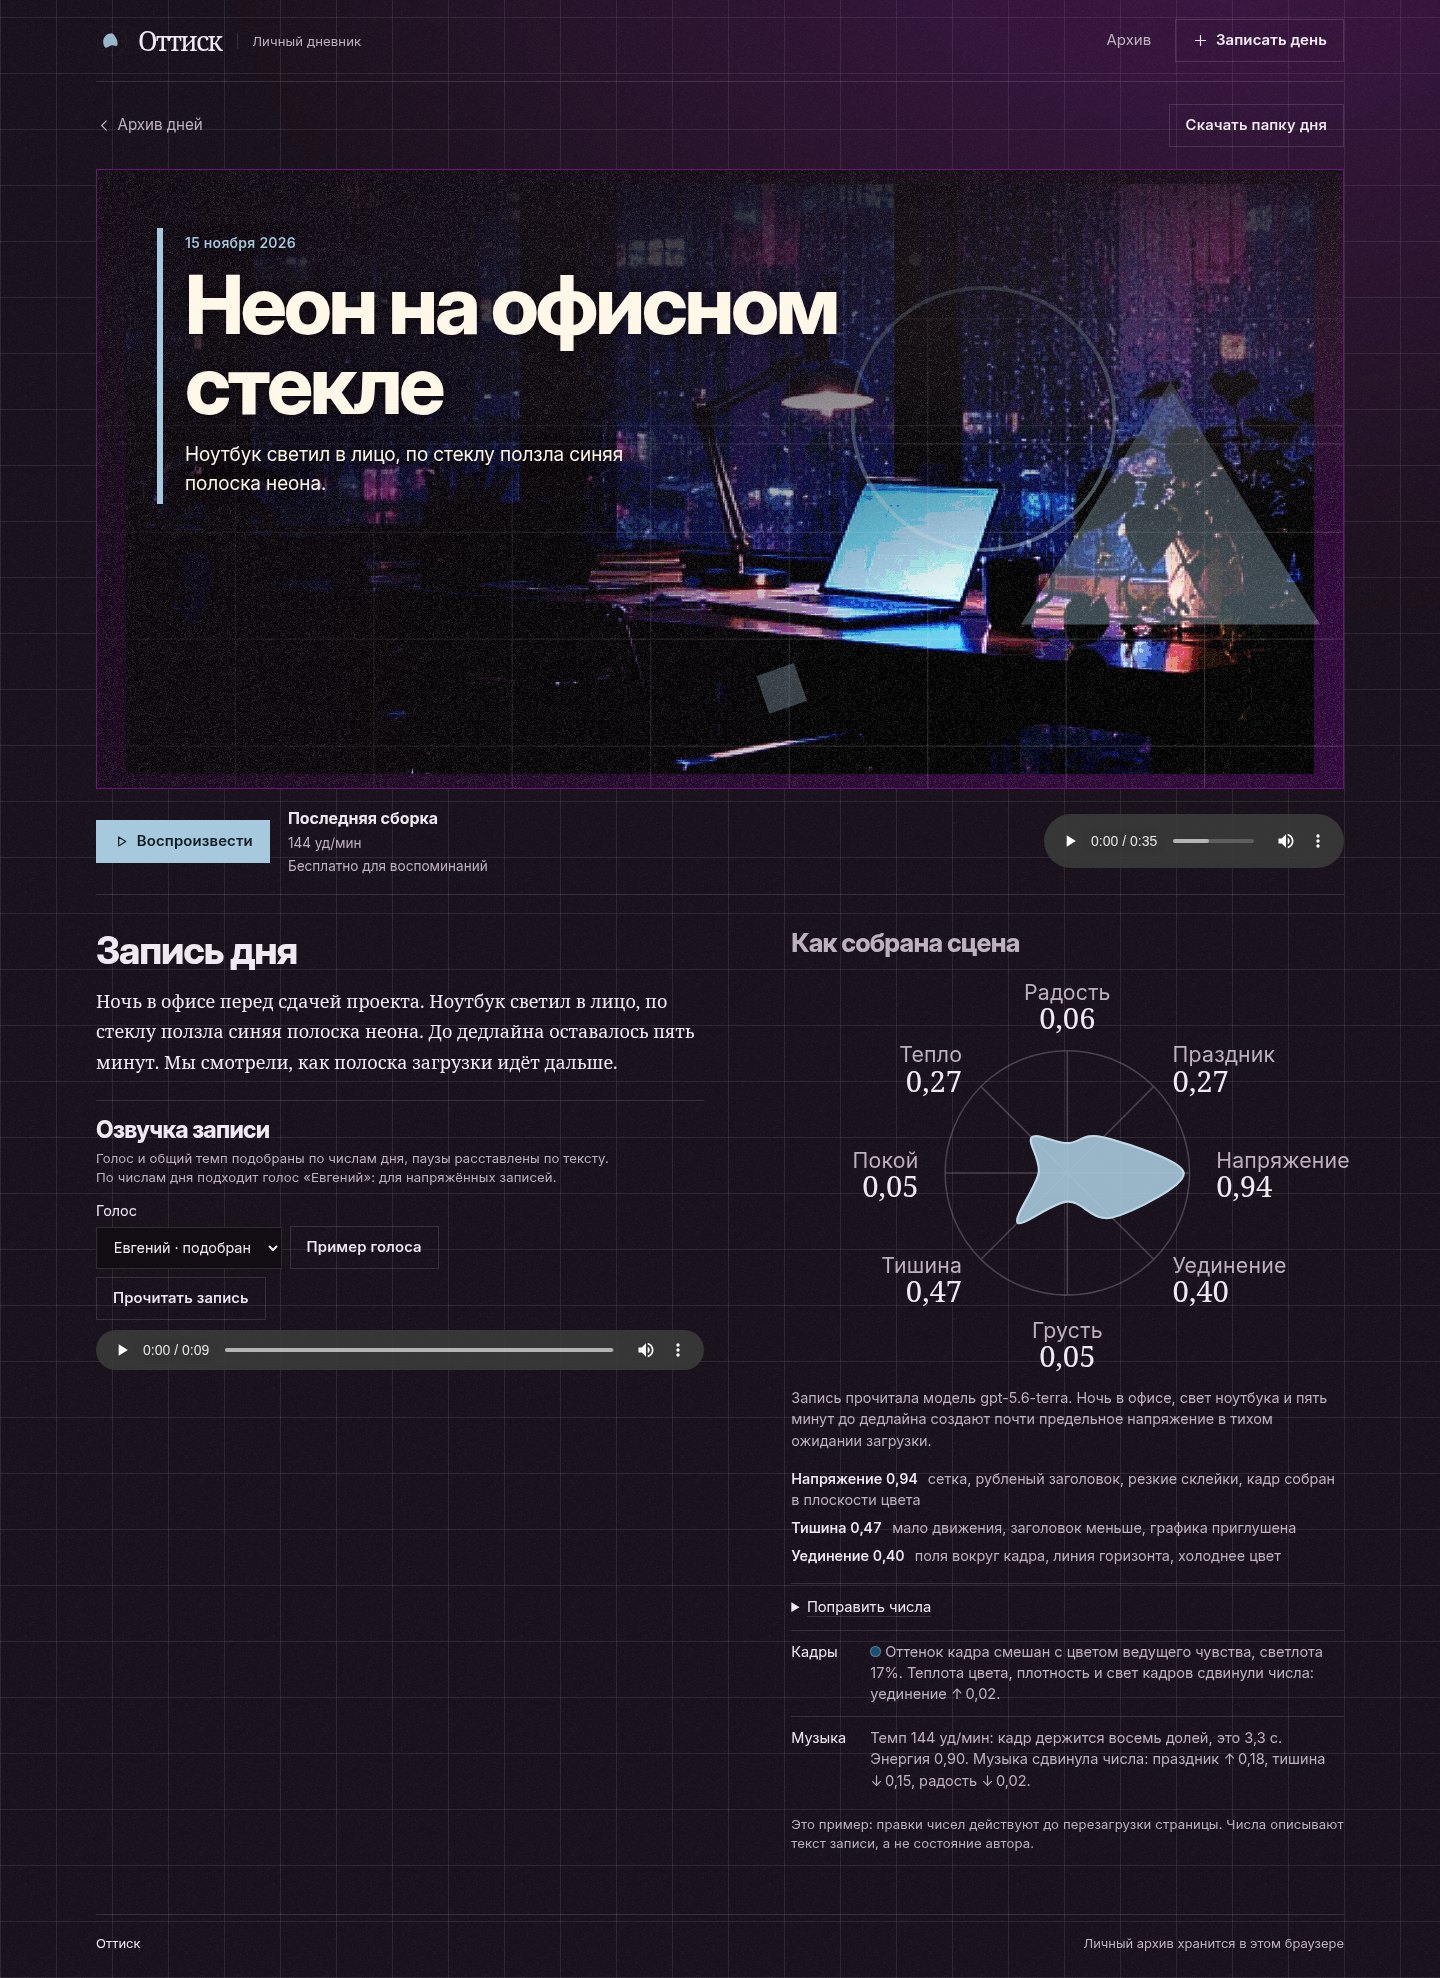 Оттиск
Личный дневник
Архив
Записать день
Архив дней
Скачать папку дня
15 ноября 2026
Неон на офисном
стекле
Ноутбук светил в лицо, по стеклу ползла синяя
полоска неона.
Воспроизвести
Последняя сборка
144 уд/мин
Бесплатно для воспоминаний
0:00 / 0:35
Запись дня
Ночь в офисе перед сдачей проекта. Ноутбук светил в лицо, по
стеклу ползла синяя полоска неона. До дедлайна оставалось пять
минут. Мы смотрели, как полоска загрузки идёт дальше.
Озвучка записи
Голос и общий темп подобраны по числам дня, паузы расставлены по тексту.
По числам дня подходит голос «Евгений»: для напряжённых записей.
Голос
Евгений · подобран
Пример голоса
Прочитать запись
0:00 / 0:09
Как собрана сцена
Радость
0,06
Тепло
0,27
Праздник
0,27
Покой
0,05
Напряжение
0,94
Тишина
0,47
Уединение
0,40
Грусть
0,05
Запись прочитала модель gpt-5.6-terra. Ночь в офисе, свет ноутбука и пять
минут до дедлайна создают почти предельное напряжение в тихом
ожидании загрузки.
Напряжение 0,94 сетка, рубленый заголовок, резкие склейки, кадр собран
в плоскости цвета
Тишина 0,47 мало движения, заголовок меньше, графика приглушена
Уединение 0,40 поля вокруг кадра, линия горизонта, холоднее цвет
Поправить числа
Кадры
Оттенок кадра смешан с цветом ведущего чувства, светлота
17%. Теплота цвета, плотность и свет кадров сдвинули числа:
уединение ↑ 0,02.
Музыка
Темп 144 уд/мин: кадр держится восемь долей, это 3,3 с.
Энергия 0,90. Музыка сдвинула числа: праздник ↑ 0,18, тишина
↓ 0,15, радость ↓ 0,02.
Это пример: правки чисел действуют до перезагрузки страницы. Числа описывают
текст записи, а не состояние автора.
Оттиск
Личный архив хранится в этом браузере